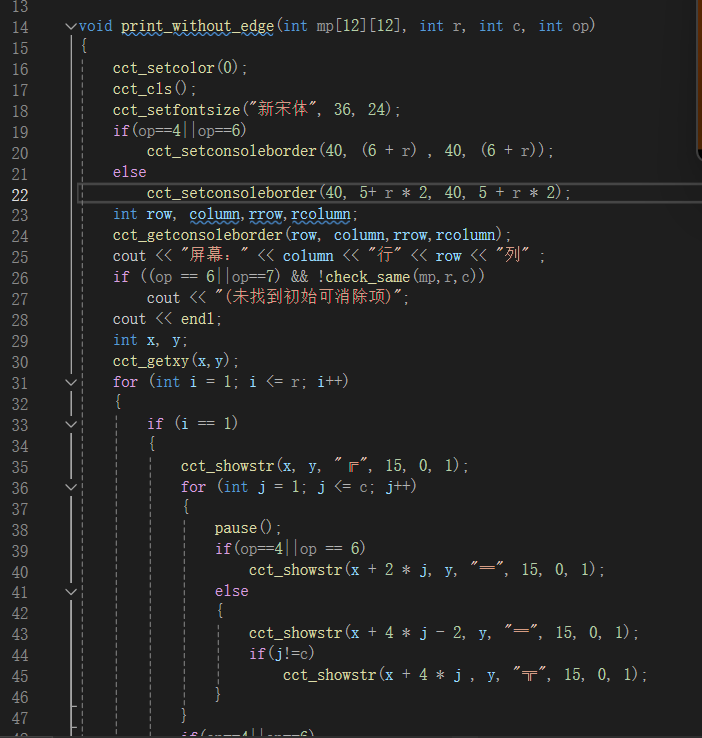 13
14 void print_without_edge(int mp[12][12], int r, int c, int op)
15 {
16 cct_setcolor(0);
17 cct_cls();
18 cct_setfontsize("新宋体", 36, 24);
19 if(op==4||op==6)
20 cct_setconsoleborder(40, (6 + r) , 40, (6 + r));
21 else
22 cct_setconsoleborder(40, 5+ r * 2, 40, 5 + r * 2);
23 int row, column,rrow,rcolumn;
24 cct_getconsoleborder(row, column,rrow,rcolumn);
25 cout << "屏幕：" << column << "行" << row << "列" ;
26 if ((op == 6||op==7) && !check_same(mp,r,c))
27 cout << "(未找到初始可消除项)";
28 cout << endl;
29 int x, y;
30 cct_getxy(x,y);
31 for (int i = 1; i <= r; i++)
32 {
33 if (i == 1)
34 {
35 cct_showstr(x, y, "╔", 15, 0, 1);
36 for (int j = 1; j <= c; j++)
37 {
38 pause();
39 if(op==4||op == 6)
40 cct_showstr(x + 2 * j, y, "═", 15, 0, 1);
41 else
42 {
43 cct_showstr(x + 4 * j - 2, y, "═", 15, 0, 1);
44 if(j!=c)
45 cct_showstr(x + 4 * j , y, "╦", 15, 0, 1);
46 }
47 }
48 if(op==4||op==6)